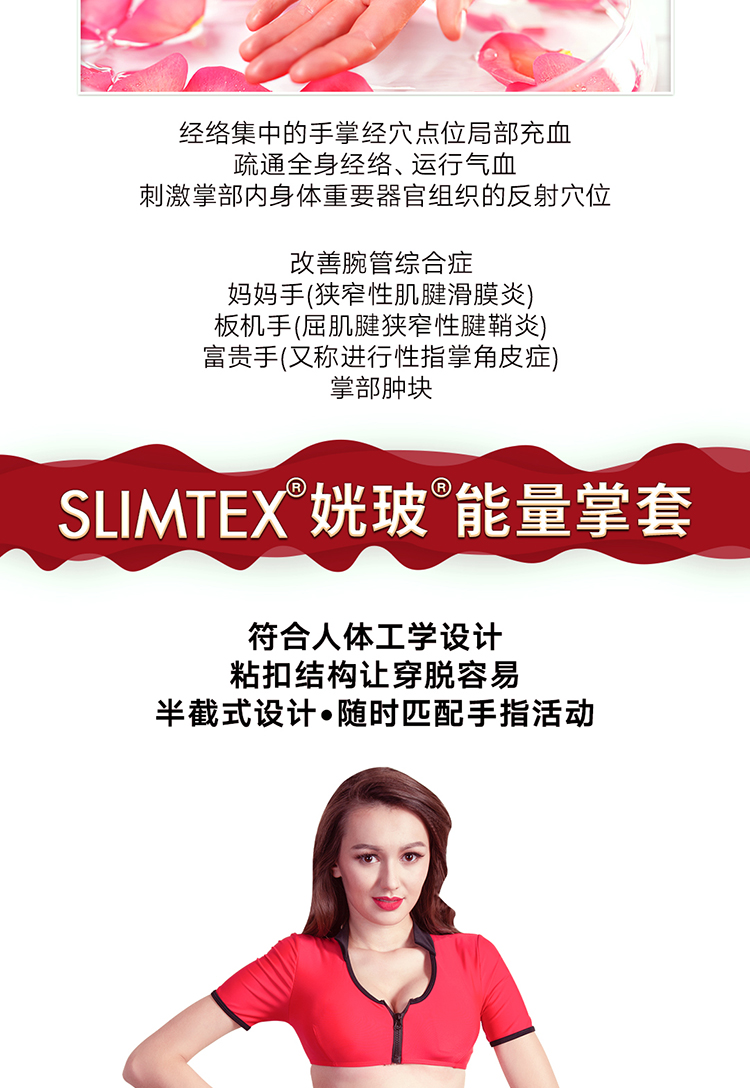 经络集中的手掌经穴点位局部充血
疏通全身经络、运行气血
刺激掌部内身体重要器官组织的反射穴位
改善腕管综合症
妈妈手(狭窄性肌腱滑膜炎)
板机手(屈肌腱狭窄性腱鞘炎)
富贵手(又称进行性指掌角皮症)
掌部肿块
SLIMTEX®姯玻®能量掌套
符合人体工学设计
粘扣结构让穿脱容易
半截式设计•随时匹配手指活动